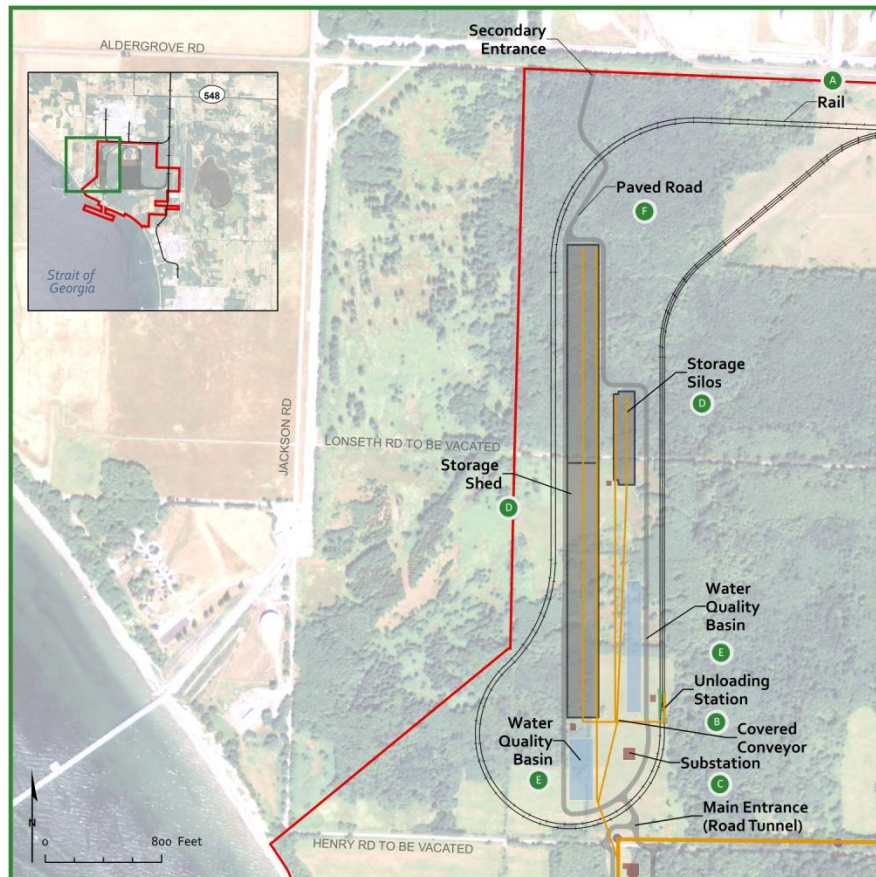 ALDERGROVE RD
Secondary
Entrance
548
A
Rail
Paved Road
F
Strait of
Georgia
Storage
Silos
D
JACKSON RD
LONSETH RD TO BE VACATED
Storage
Shed
D
Water
Quality
Basin
E
Unloading
Station
B
Water
Quality
Basin
E
Covered
Conveyor
Substation
C
Main Entrance
(Road Tunnel)
N
0 800 Feet
HENRY RD TO BE VACATED